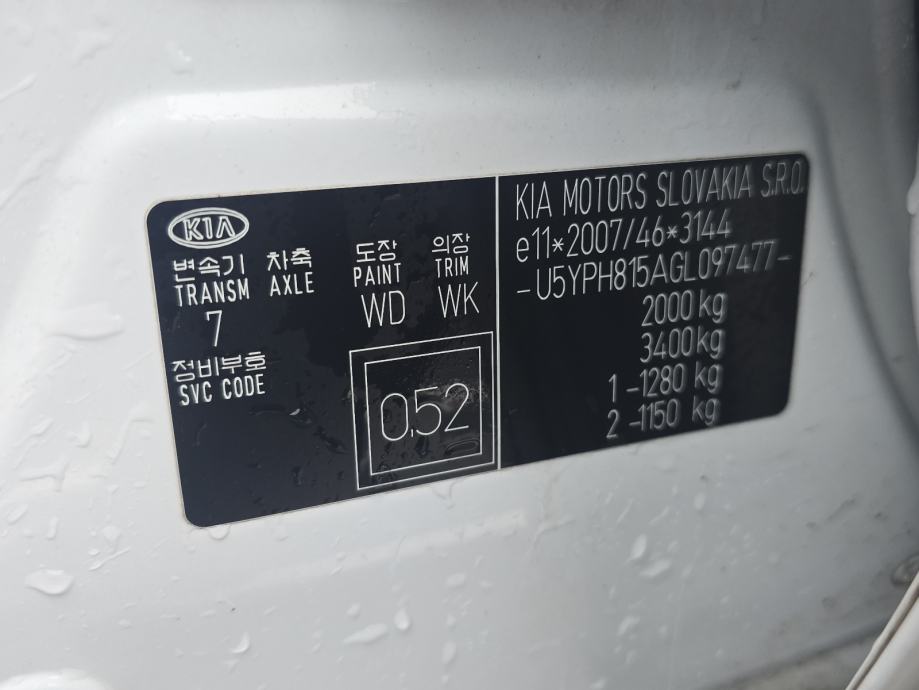 KIA
변속기 차축 도장 의장
TRANSM AXLE PAINT TRIM
7 WD WK
정비부호
SVC CODE
0,52
KIA MOTORS SLOVAKIA S.R.O.
e11*2007/46*3144
-U5YPH815AGL097477-
2000 kg
3400 kg
1 -1280 kg
2 -1150 kg